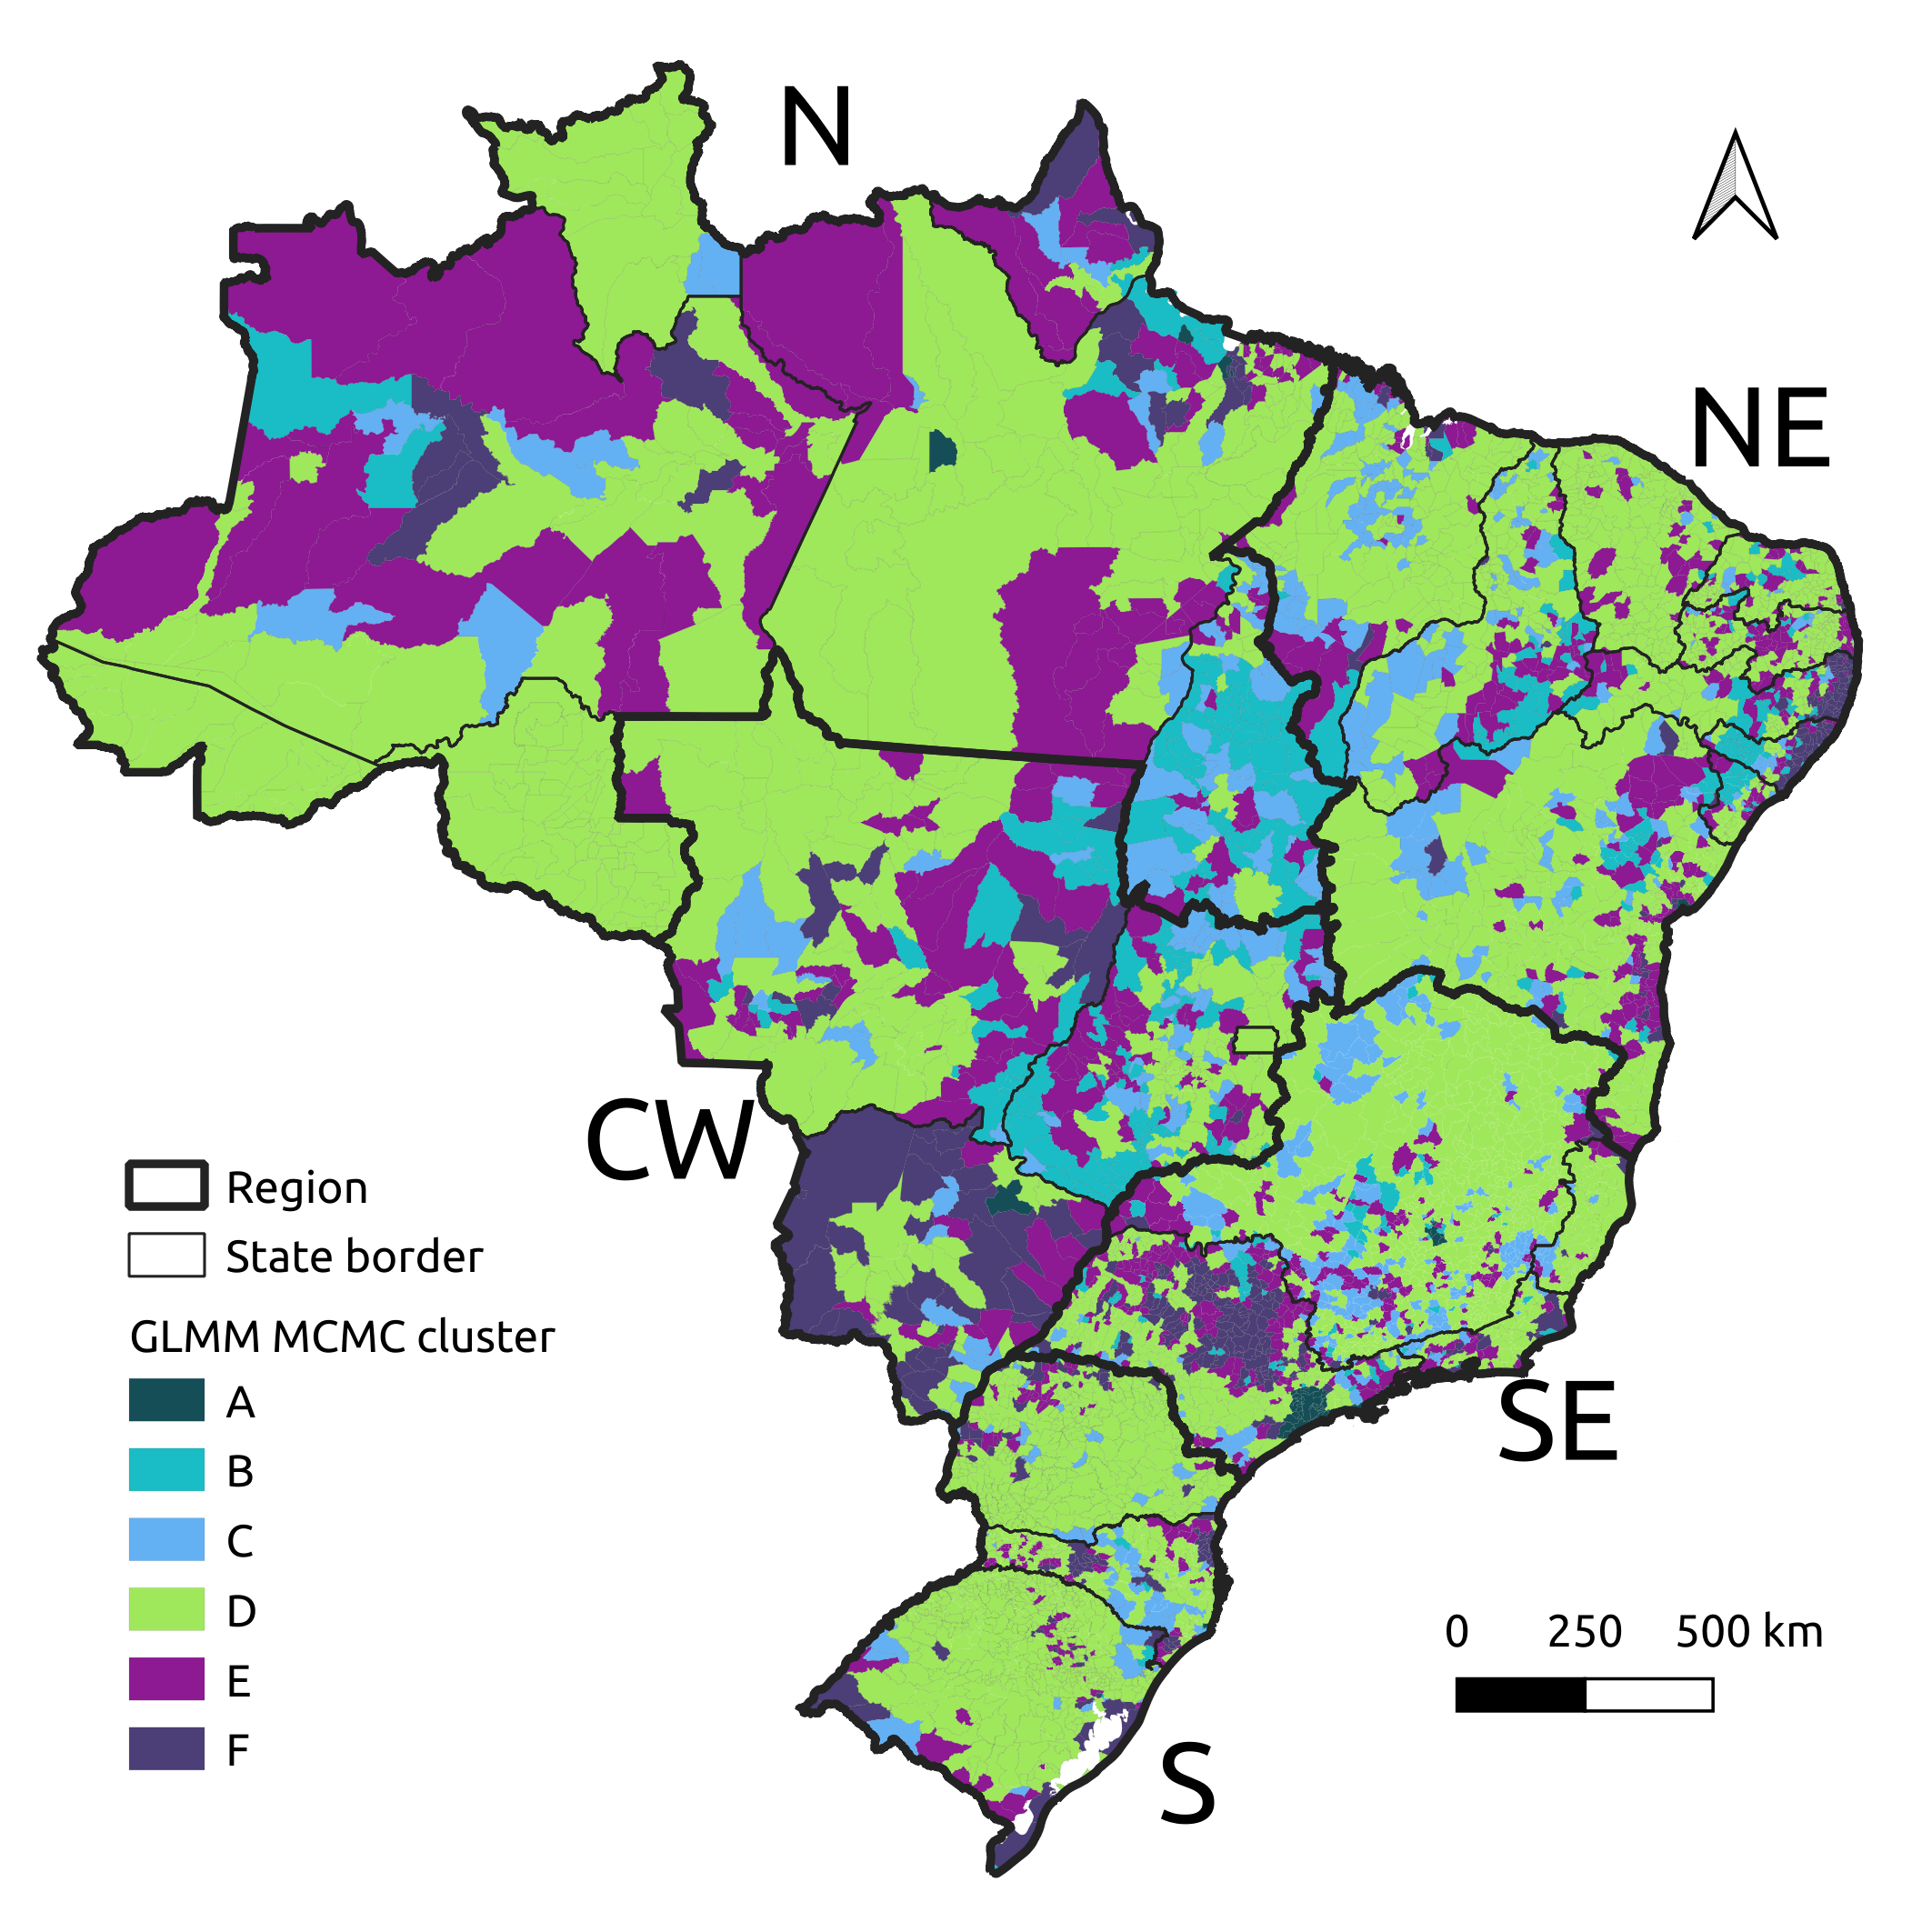 N
NE
CW
Region
State border
GLMM MCMC cluster
A
B
C
D
E
F
SE
0 250 500 km
S